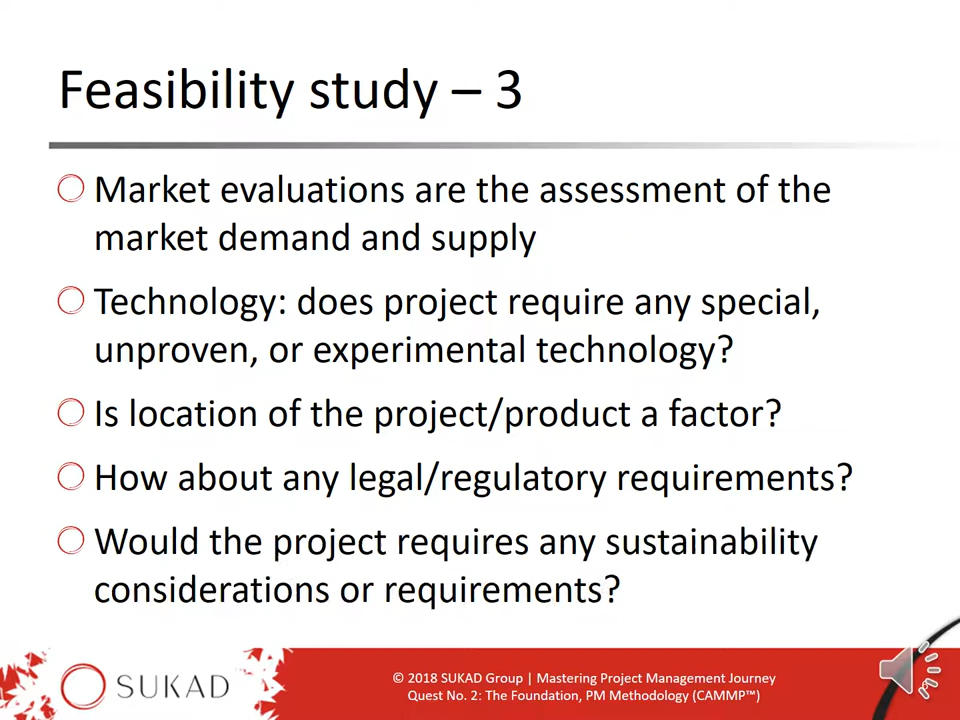 Feasibility study – 3
Market evaluations are the assessment of the
market demand and supply
Technology: does project require any special,
unproven, or experimental technology?
Is location of the project/product a factor?
How about any legal/regulatory requirements?
Would the project requires any sustainability
considerations or requirements?
SUKAD
© 2018 SUKAD Group | Mastering Project Management Journey
Quest No. 2: The Foundation, PM Methodology (CAMMP™)